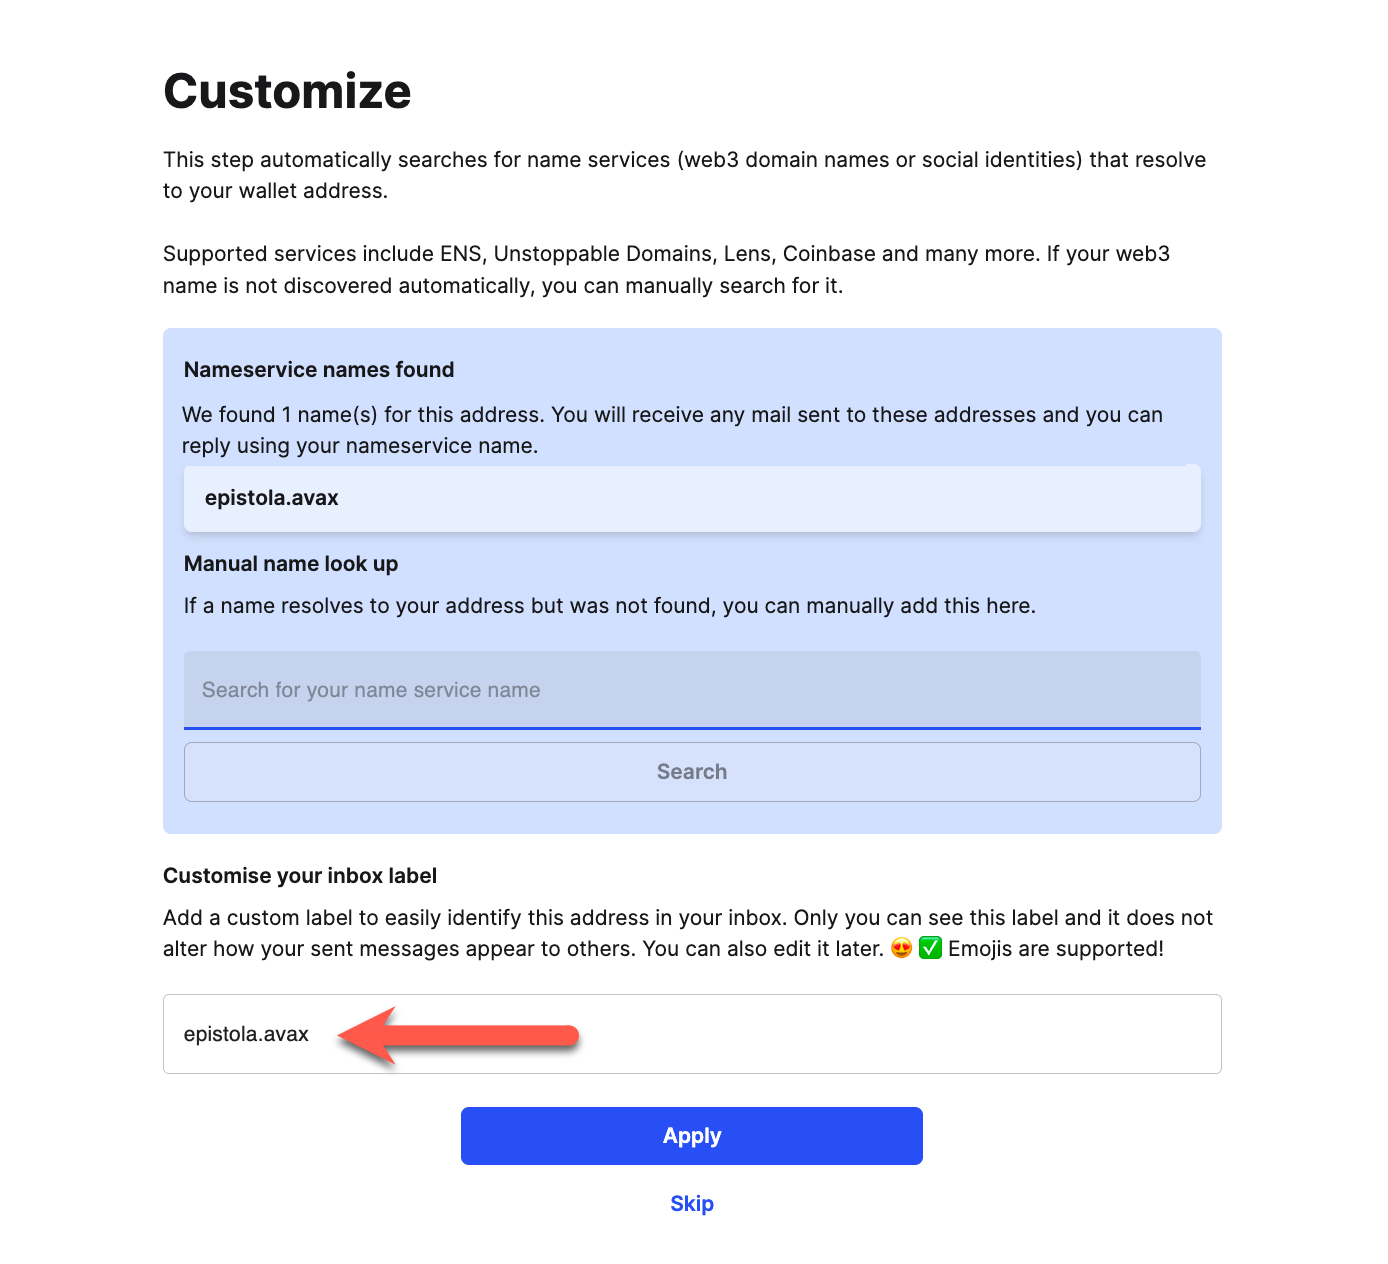 Customize
This step automatically searches for name services (web3 domain names or social identities) that resolve
to your wallet address.
Supported services include ENS, Unstoppable Domains, Lens, Coinbase and many more. If your web3
name is not discovered automatically, you can manually search for it.
Nameservice names found
We found 1 name(s) for this address. You will receive any mail sent to these addresses and you can
reply using your nameservice name.
epistola.avax
Manual name look up
If a name resolves to your address but was not found, you can manually add this here.
Search for your name service name
Search
Customise your inbox label
Add a custom label to easily identify this address in your inbox. Only you can see this label and it does not
alter how your sent messages appear to others. You can also edit it later. 😍 ✅ Emojis are supported!
epistola.avax
Apply
Skip